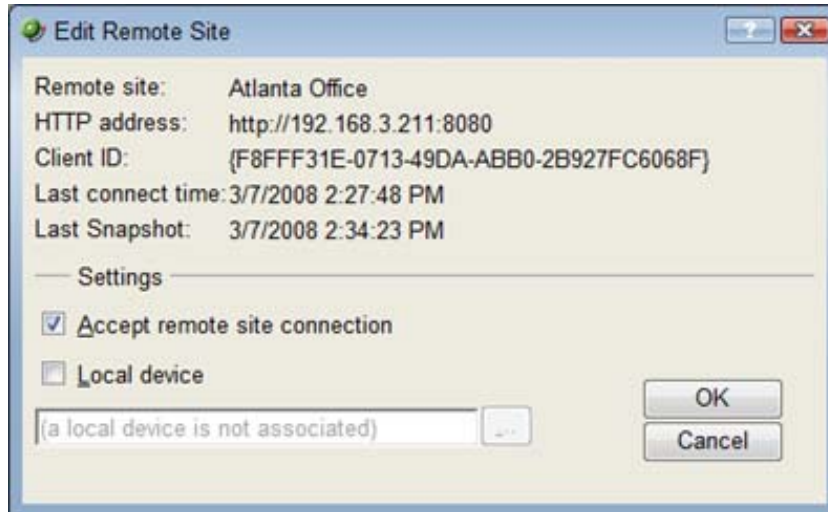 Edit Remote Site
Remote site: Atlanta Office
HTTP address: http://192.168.3.211:8080
Client ID: {F8FFF31E-0713-49DA-ABB0-2B927FC6068F}
Last connect time: 3/7/2008 2:27:48 PM
Last Snapshot: 3/7/2008 2:34:23 PM
Settings
Accept remote site connection
Local device
(a local device is not associated) ...
OK
Cancel